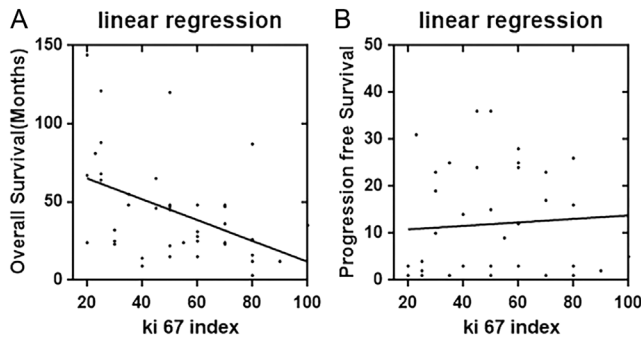 A
linear regression
Overall Survival(Months)
150
100
50
0
20 40 60 80 100
ki 67 index
B
linear regression
Progression free Survival
50
40
30
20
10
0
20 40 60 80 100
ki 67 index